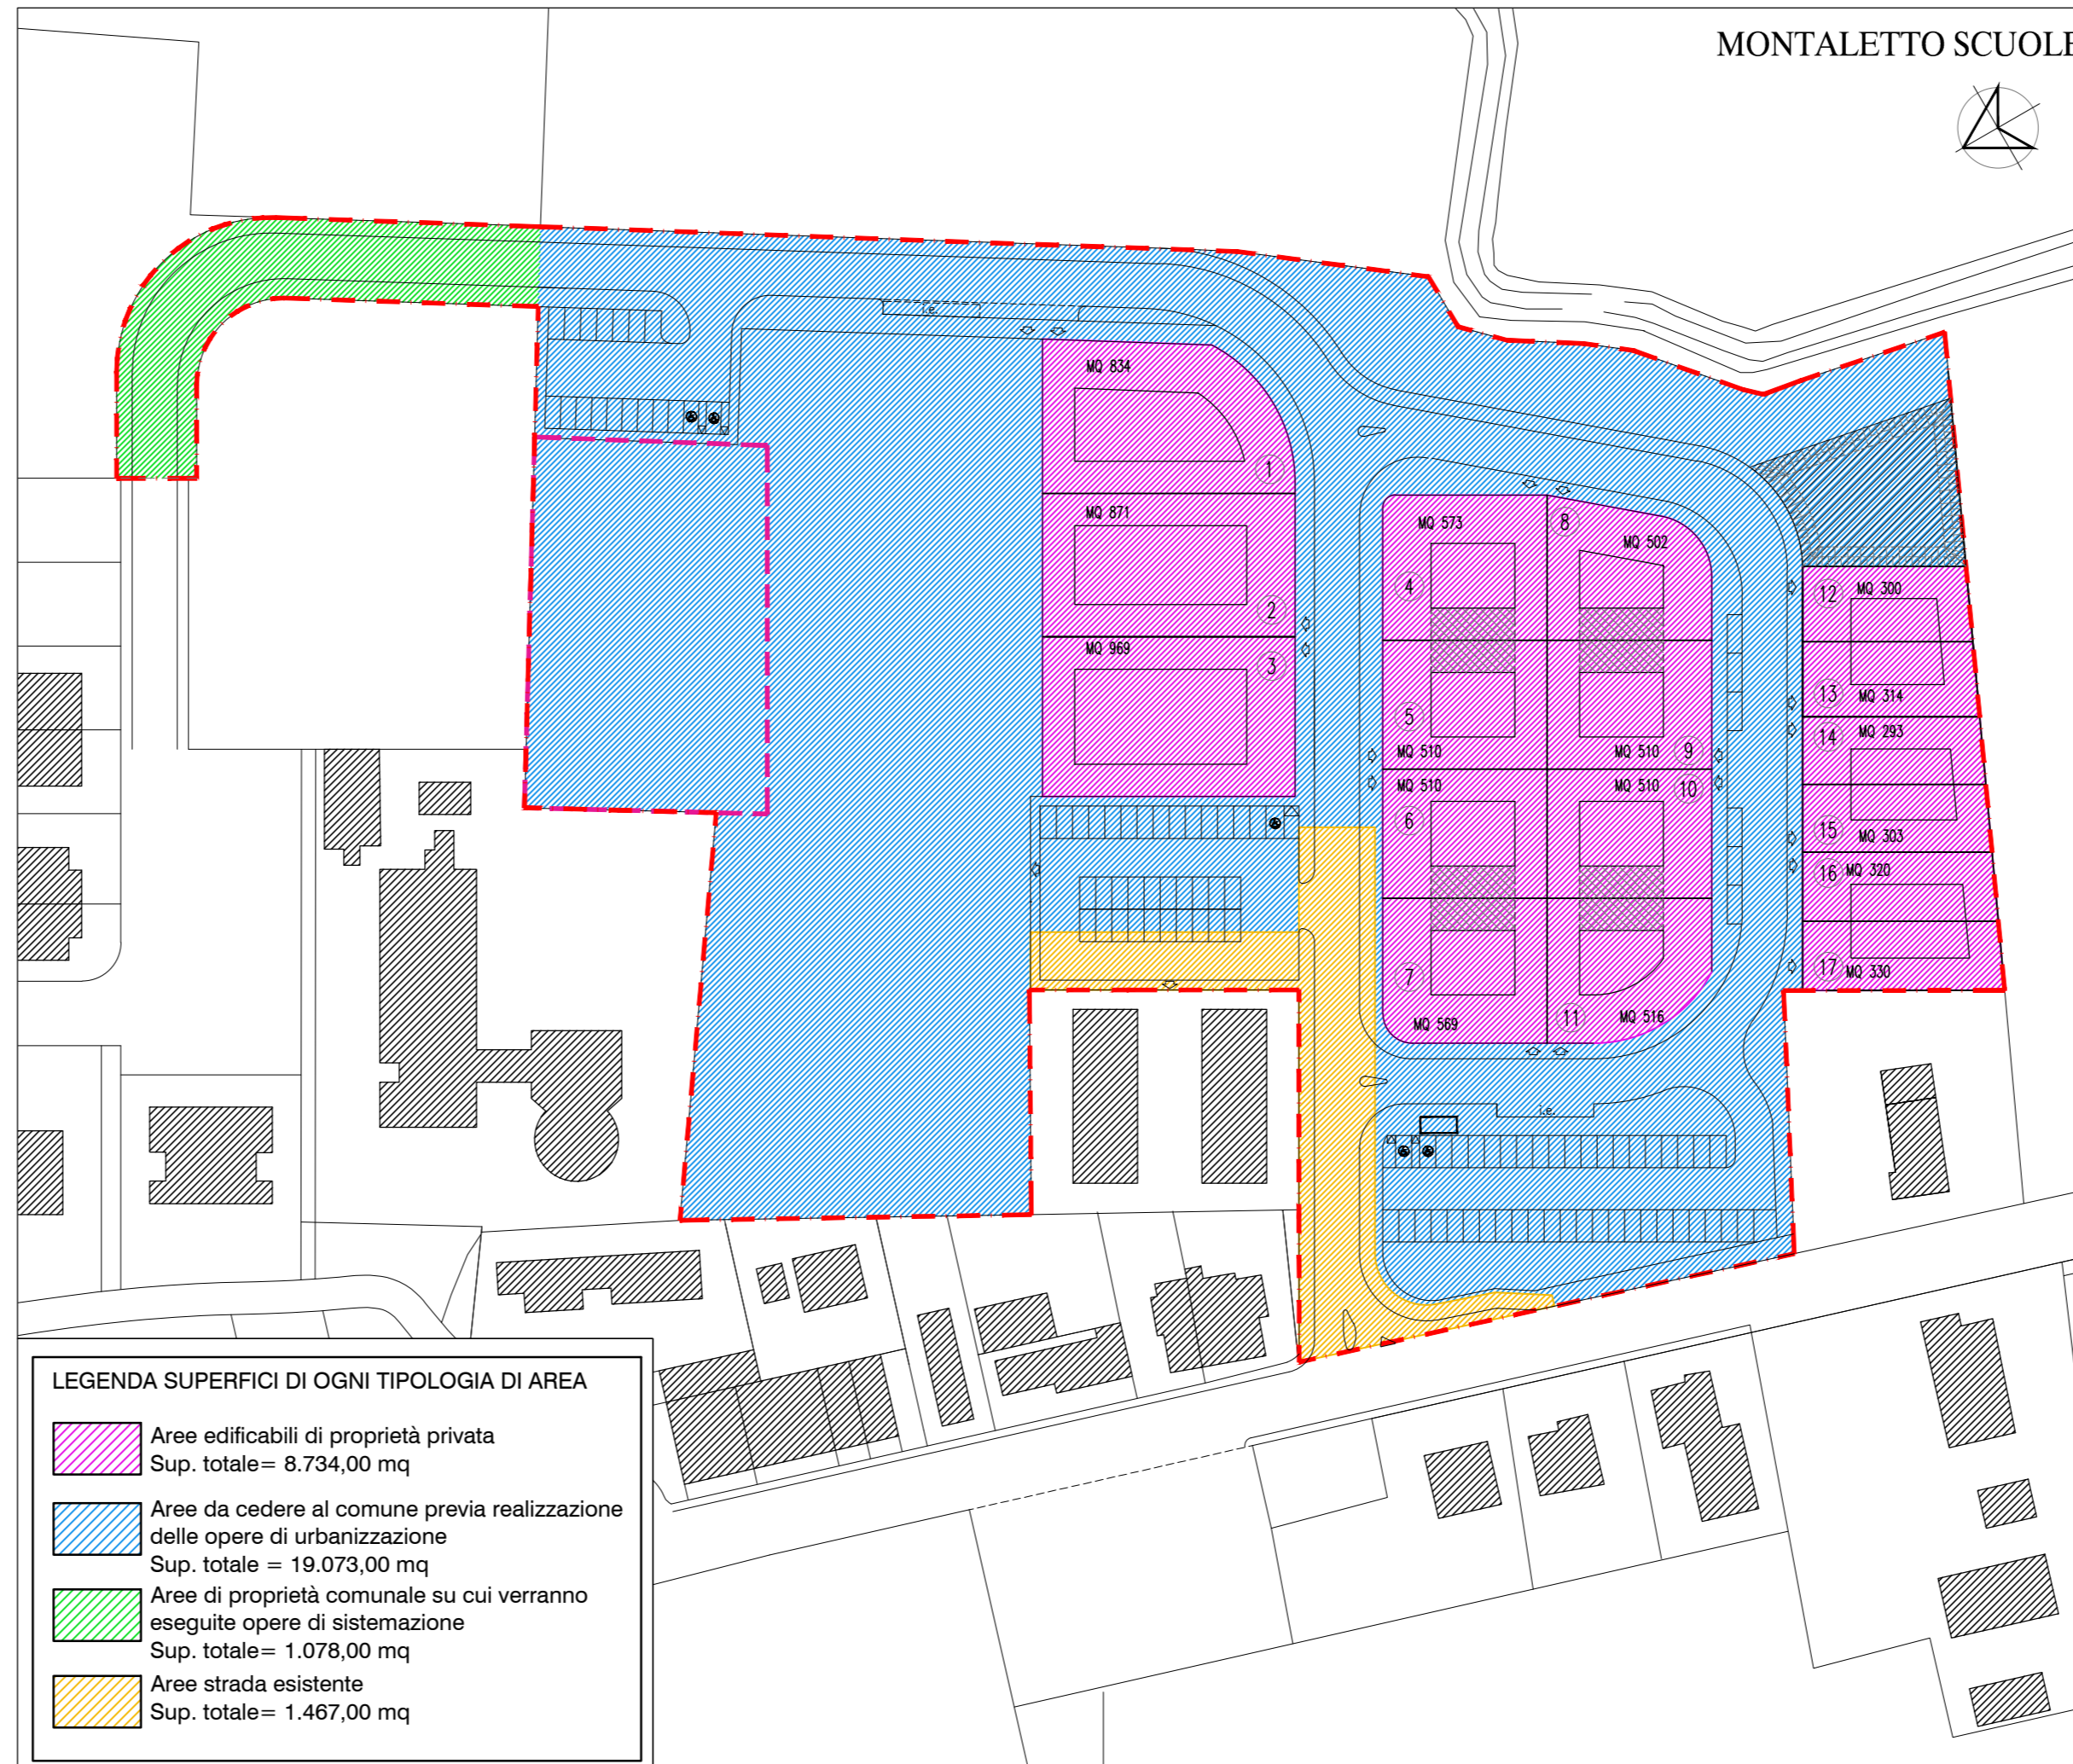 MONTALETTO SCUOLE
i.e.
MQ 834
1
MQ 871
2
MQ 969
3
MQ 573
4
8
MQ 502
5
MQ 510
MQ 510
9
MQ 510
6
MQ 510
10
7
MQ 569
11
MQ 516
12
MQ 300
13
MQ 314
14
MQ 293
15
MQ 303
16
MQ 320
17
MQ 330
i.e.
LEGENDA SUPERFICI DI OGNI TIPOLOGIA DI AREA
Aree edificabili di proprietà privata
Sup. totale= 8.734,00 mq
Aree da cedere al comune previa realizzazione
delle opere di urbanizzazione
Sup. totale = 19.073,00 mq
Aree di proprietà comunale su cui verranno
eseguite opere di sistemazione
Sup. totale= 1.078,00 mq
Aree strada esistente
Sup. totale= 1.467,00 mq